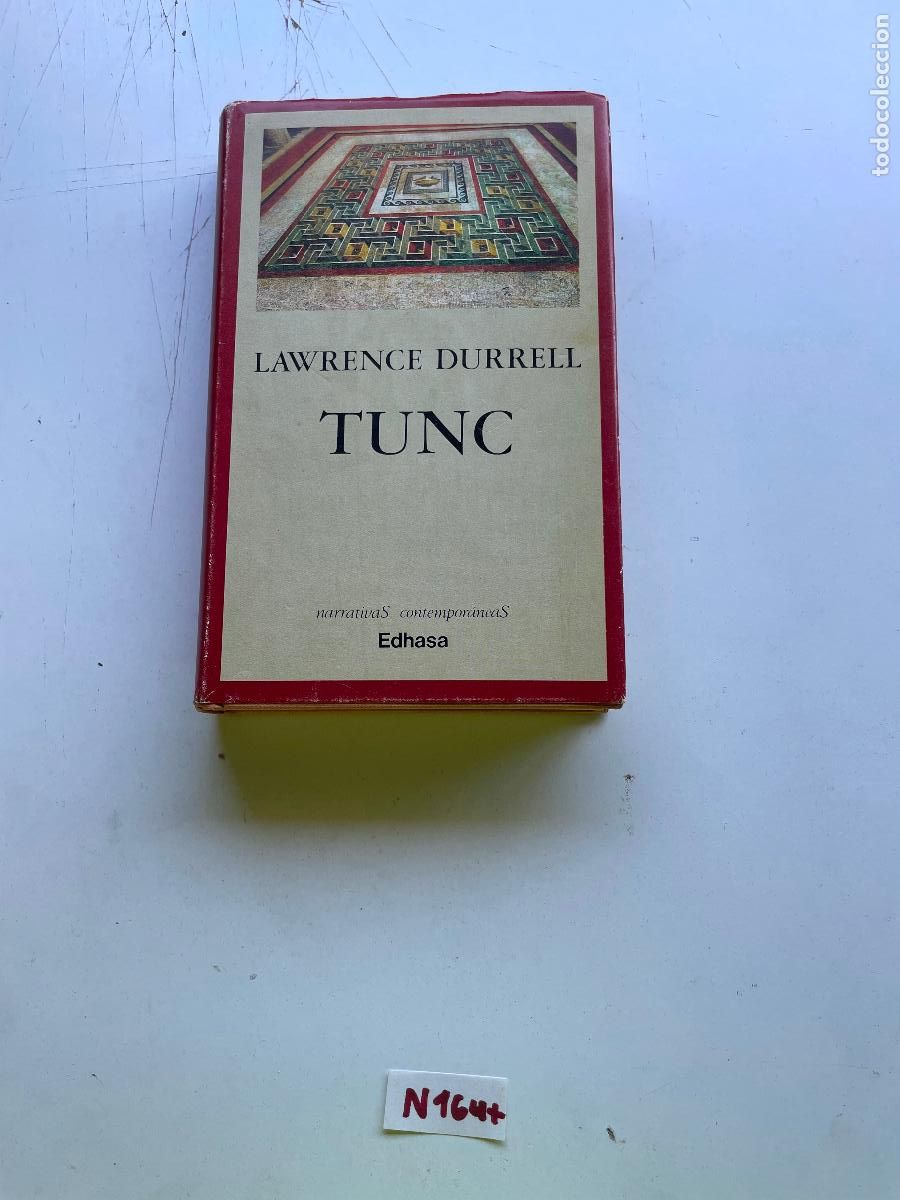 todocoleccion
LAWRENCE DURRELL
TUNC
narrativaS contemporáneaS
Edhasa
N164+